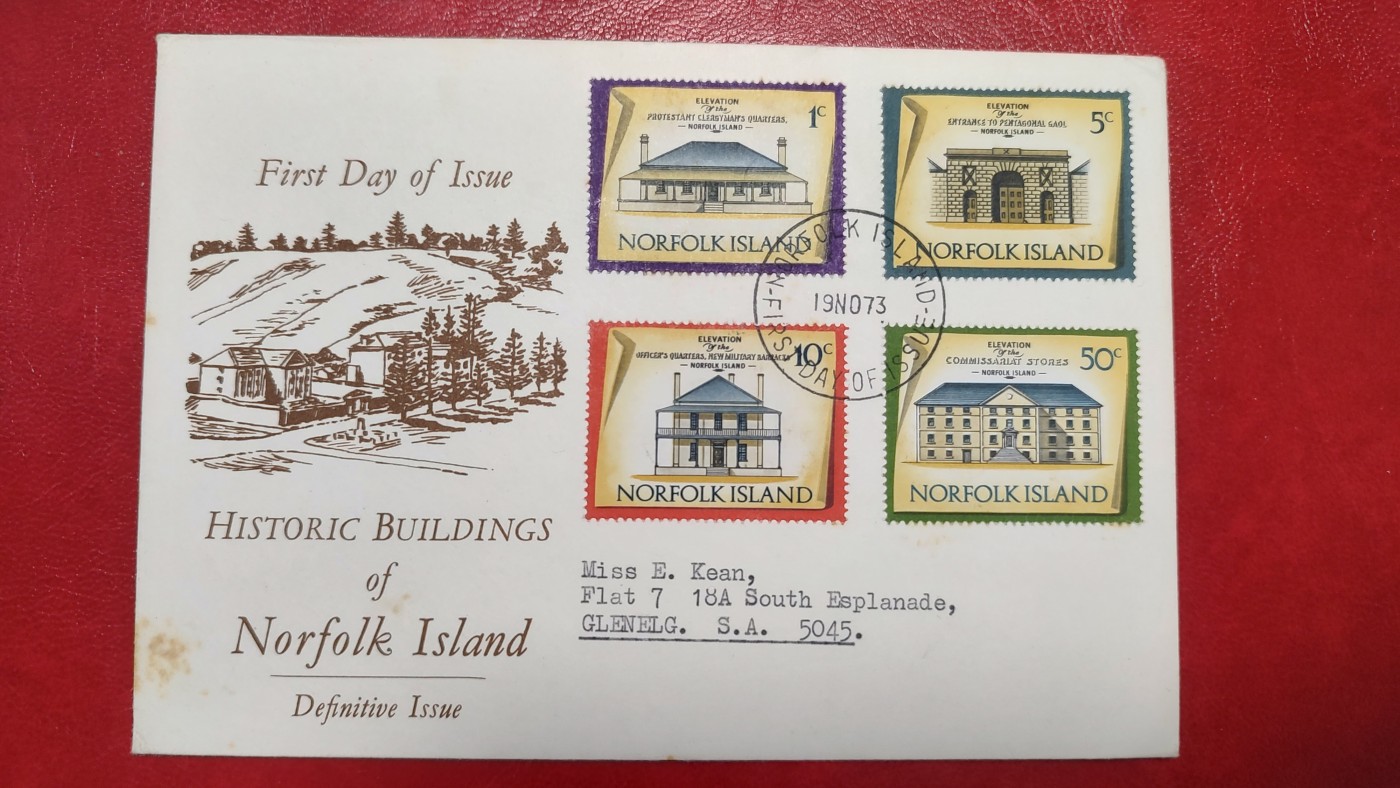 First Day of Issue
HISTORIC BUILDINGS
of
Norfolk Island
Definitive Issue
ELEVATION
of the
PROTESTANT CLERGYMAN'S QUARTERS,
— NORFOLK ISLAND —
1c
NORFOLK ISLAND
ELEVATION
of the
ENTRANCE TO PENTAGONAL GAOL
— NORFOLK ISLAND —
5c
NORFOLK ISLAND
NORFOLK ISLAND-
19NO73
-FIRST DAY OF ISSUE
ELEVATION
of the
OFFICER'S QUARTERS, NEW MILITARY BARRACKS
— NORFOLK ISLAND —
10c
NORFOLK ISLAND
ELEVATION
of the
COMMISSARIAT STORES
— NORFOLK ISLAND —
50c
NORFOLK ISLAND
Miss E. Kean,
Flat 7 18A South Esplanade,
GLENELG. S.A. 5045.